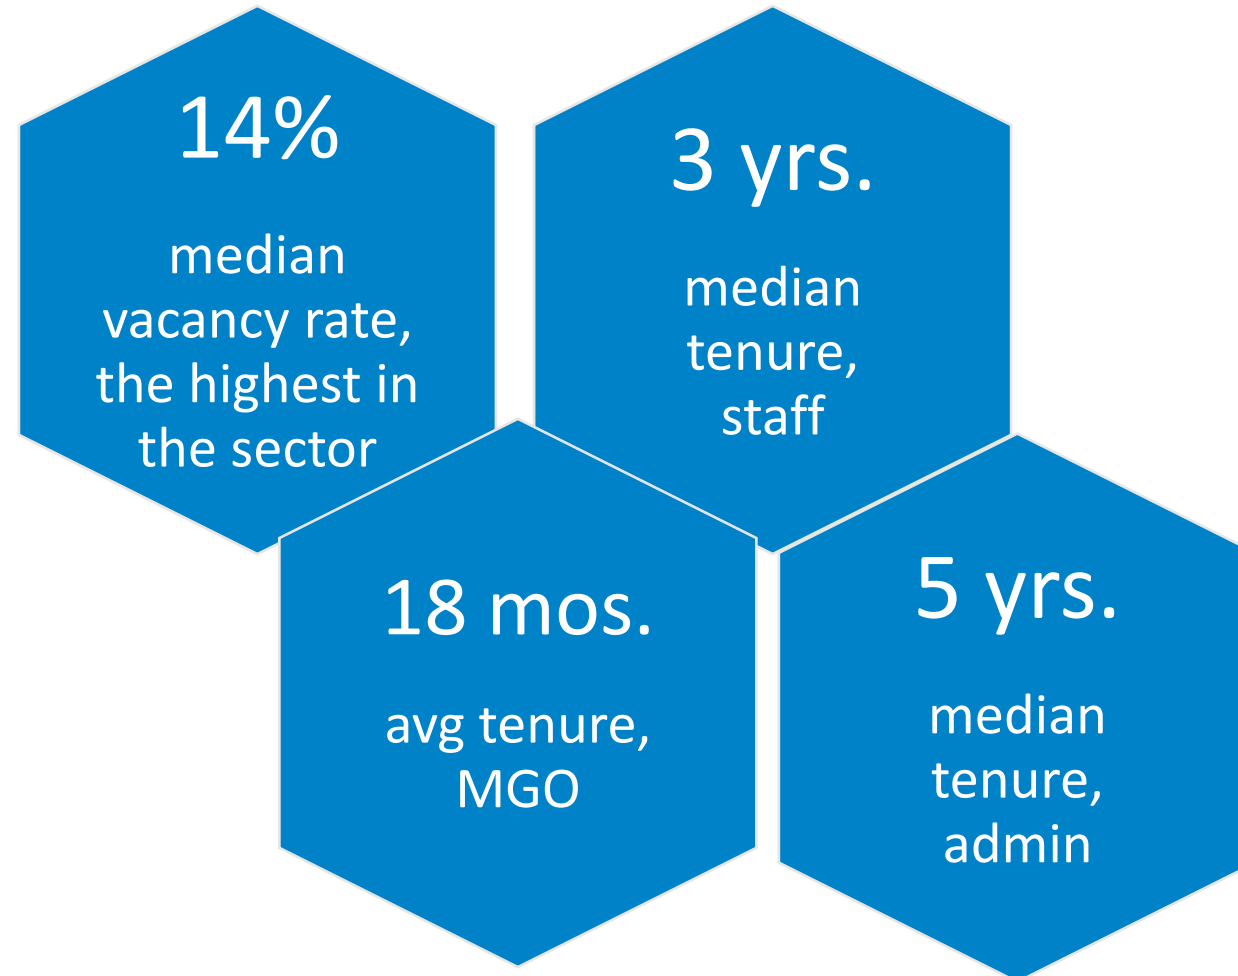 14%
median
vacancy rate,
the highest in
the sector
3 yrs.
median
tenure,
staff
18 mos.
avg tenure,
MGO
5 yrs.
median
tenure,
admin